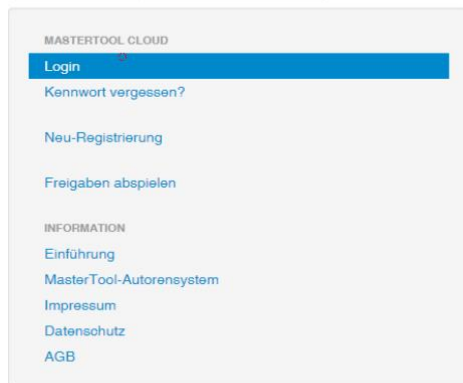 MASTERTOOL CLOUD
Login
Kennwort vergessen?
Neu-Registrierung
Freigaben abspielen
INFORMATION
Einführung
MasterTool-Autorensystem
Impressum
Datenschutz
AGB